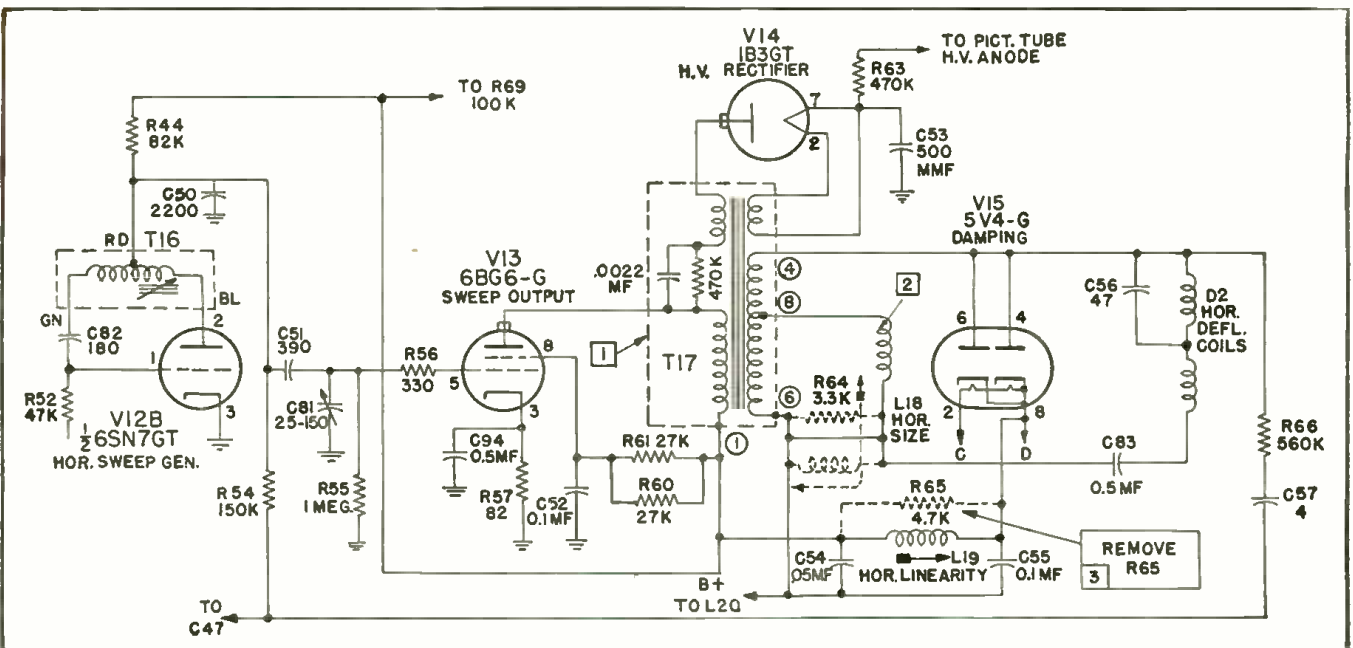 V14
1B3GT
H.V. RECTIFIER
TO PICT. TUBE
H.V. ANODE
R63
470K
7
2
C53
500
MMF
TO R69
100K
R44
82K
C50
2200
RD T16
BL
GN
C82
180
2
1
3
R52
47K
V12B
½6SN7GT
HOR. SWEEP GEN.
C51
390
C81
25-150
R54
150K
R55
1 MEG.
R56
330
V13
6BG6-G
SWEEP OUTPUT
8
5
3
C94
0.5MF
R57
82
C52
0.1MF
R61 27K
R60
27K
.0022
MF
470K
1
T17
1
4
8
6
2
R64
3.3K
L18
HOR.
SIZE
V15
5V4-G
DAMPING
6
4
2
8
C
D
C56
47
D2
HOR.
DEFL.
COILS
C83
0.5MF
R66
560K
C57
4
R65
4.7K
C54
.05MF
L19
HOR. LINEARITY
C55
0.1MF
REMOVE
R65
3
B+
TO L20
TO
C47